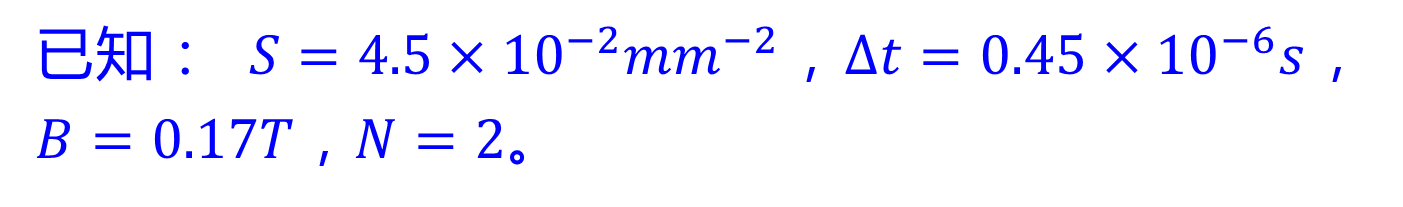 已知： S = 4.5 × 10⁻²mm⁻²，Δt = 0.45 × 10⁻⁶s，
B = 0.17T，N = 2。